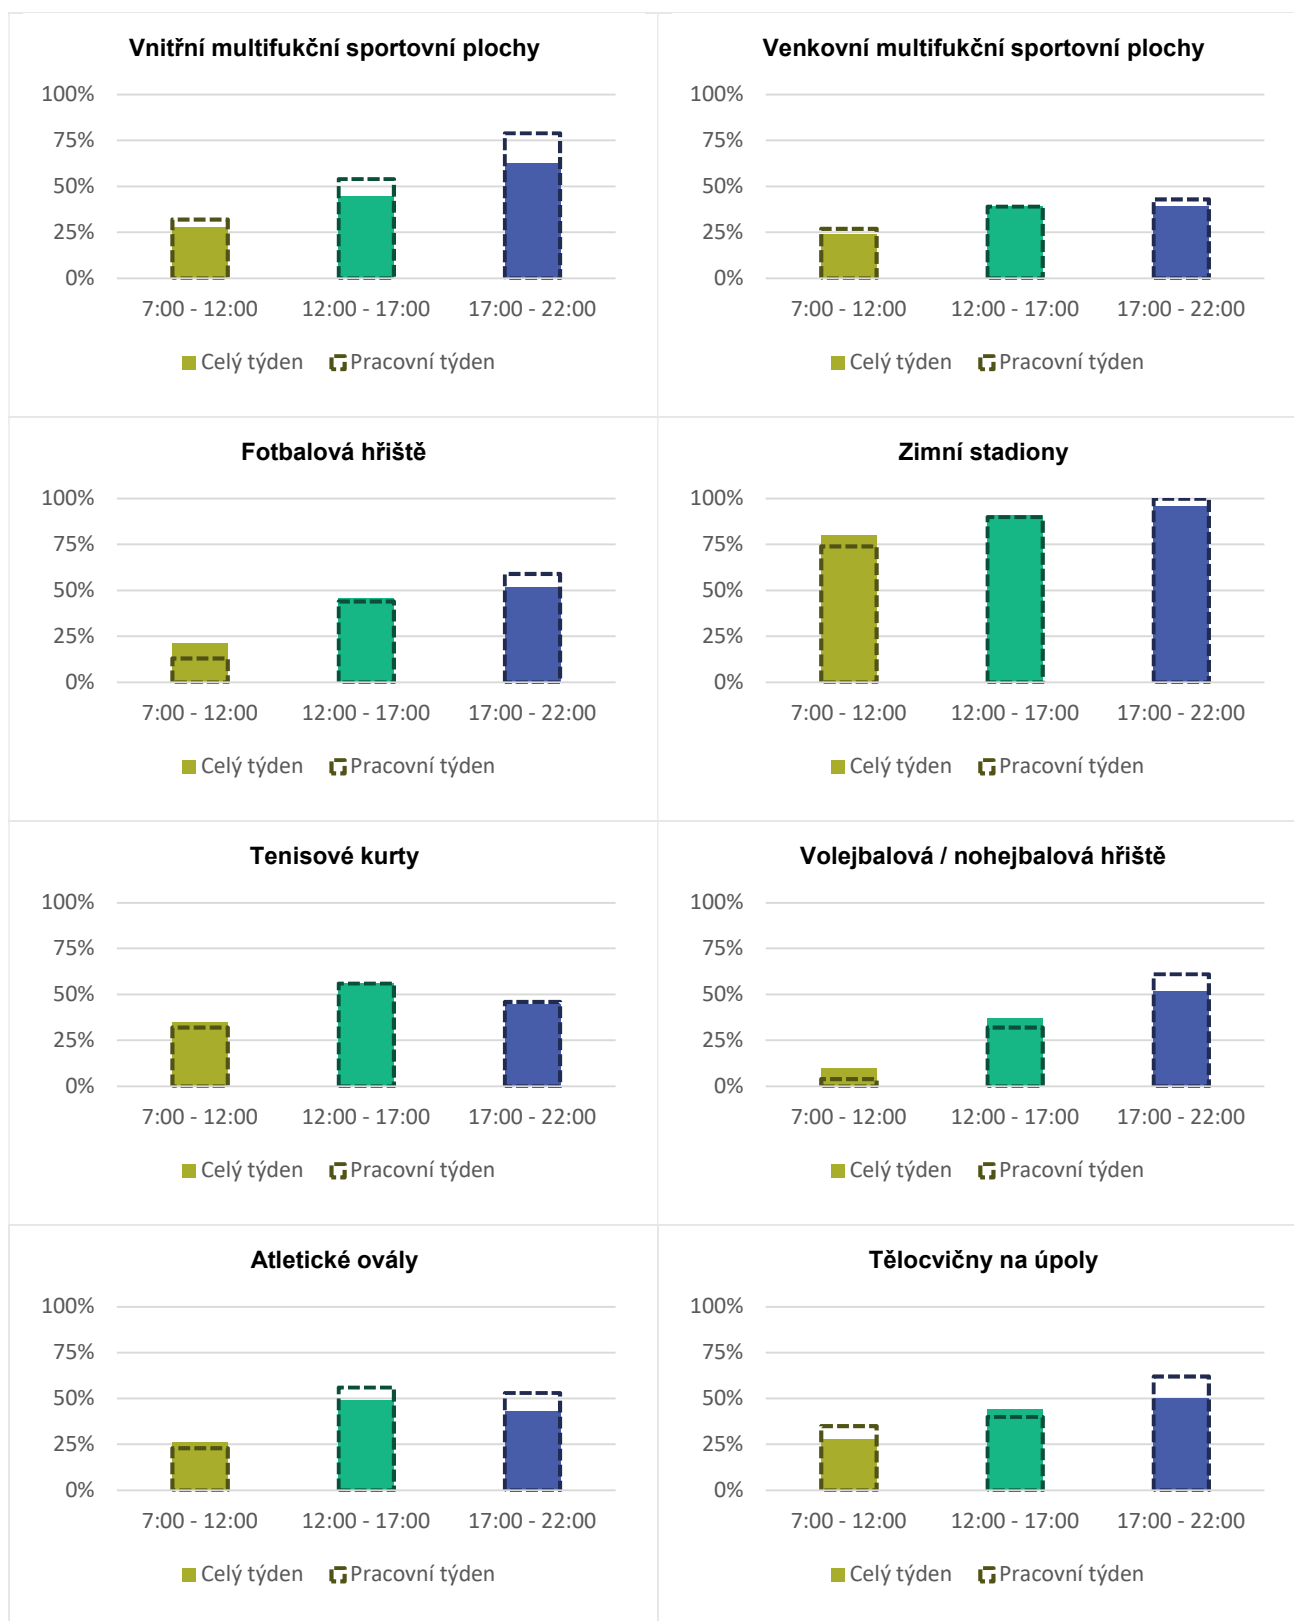 Vnitřní multifukční sportovní plochy
100%
75%
50%
25%
0%
7:00 - 12:00 12:00 - 17:00 17:00 - 22:00
Celý týden Pracovní týden
Venkovní multifukční sportovní plochy
100%
75%
50%
25%
0%
7:00 - 12:00 12:00 - 17:00 17:00 - 22:00
Celý týden Pracovní týden
Fotbalová hřiště
100%
75%
50%
25%
0%
7:00 - 12:00 12:00 - 17:00 17:00 - 22:00
Celý týden Pracovní týden
Zimní stadiony
100%
75%
50%
25%
0%
7:00 - 12:00 12:00 - 17:00 17:00 - 22:00
Celý týden Pracovní týden
Tenisové kurty
100%
75%
50%
25%
0%
7:00 - 12:00 12:00 - 17:00 17:00 - 22:00
Celý týden Pracovní týden
Volejbalová / nohejbalová hřiště
100%
75%
50%
25%
0%
7:00 - 12:00 12:00 - 17:00 17:00 - 22:00
Celý týden Pracovní týden
Atletické ovály
100%
75%
50%
25%
0%
7:00 - 12:00 12:00 - 17:00 17:00 - 22:00
Celý týden Pracovní týden
Tělocvičny na úpoly
100%
75%
50%
25%
0%
7:00 - 12:00 12:00 - 17:00 17:00 - 22:00
Celý týden Pracovní týden